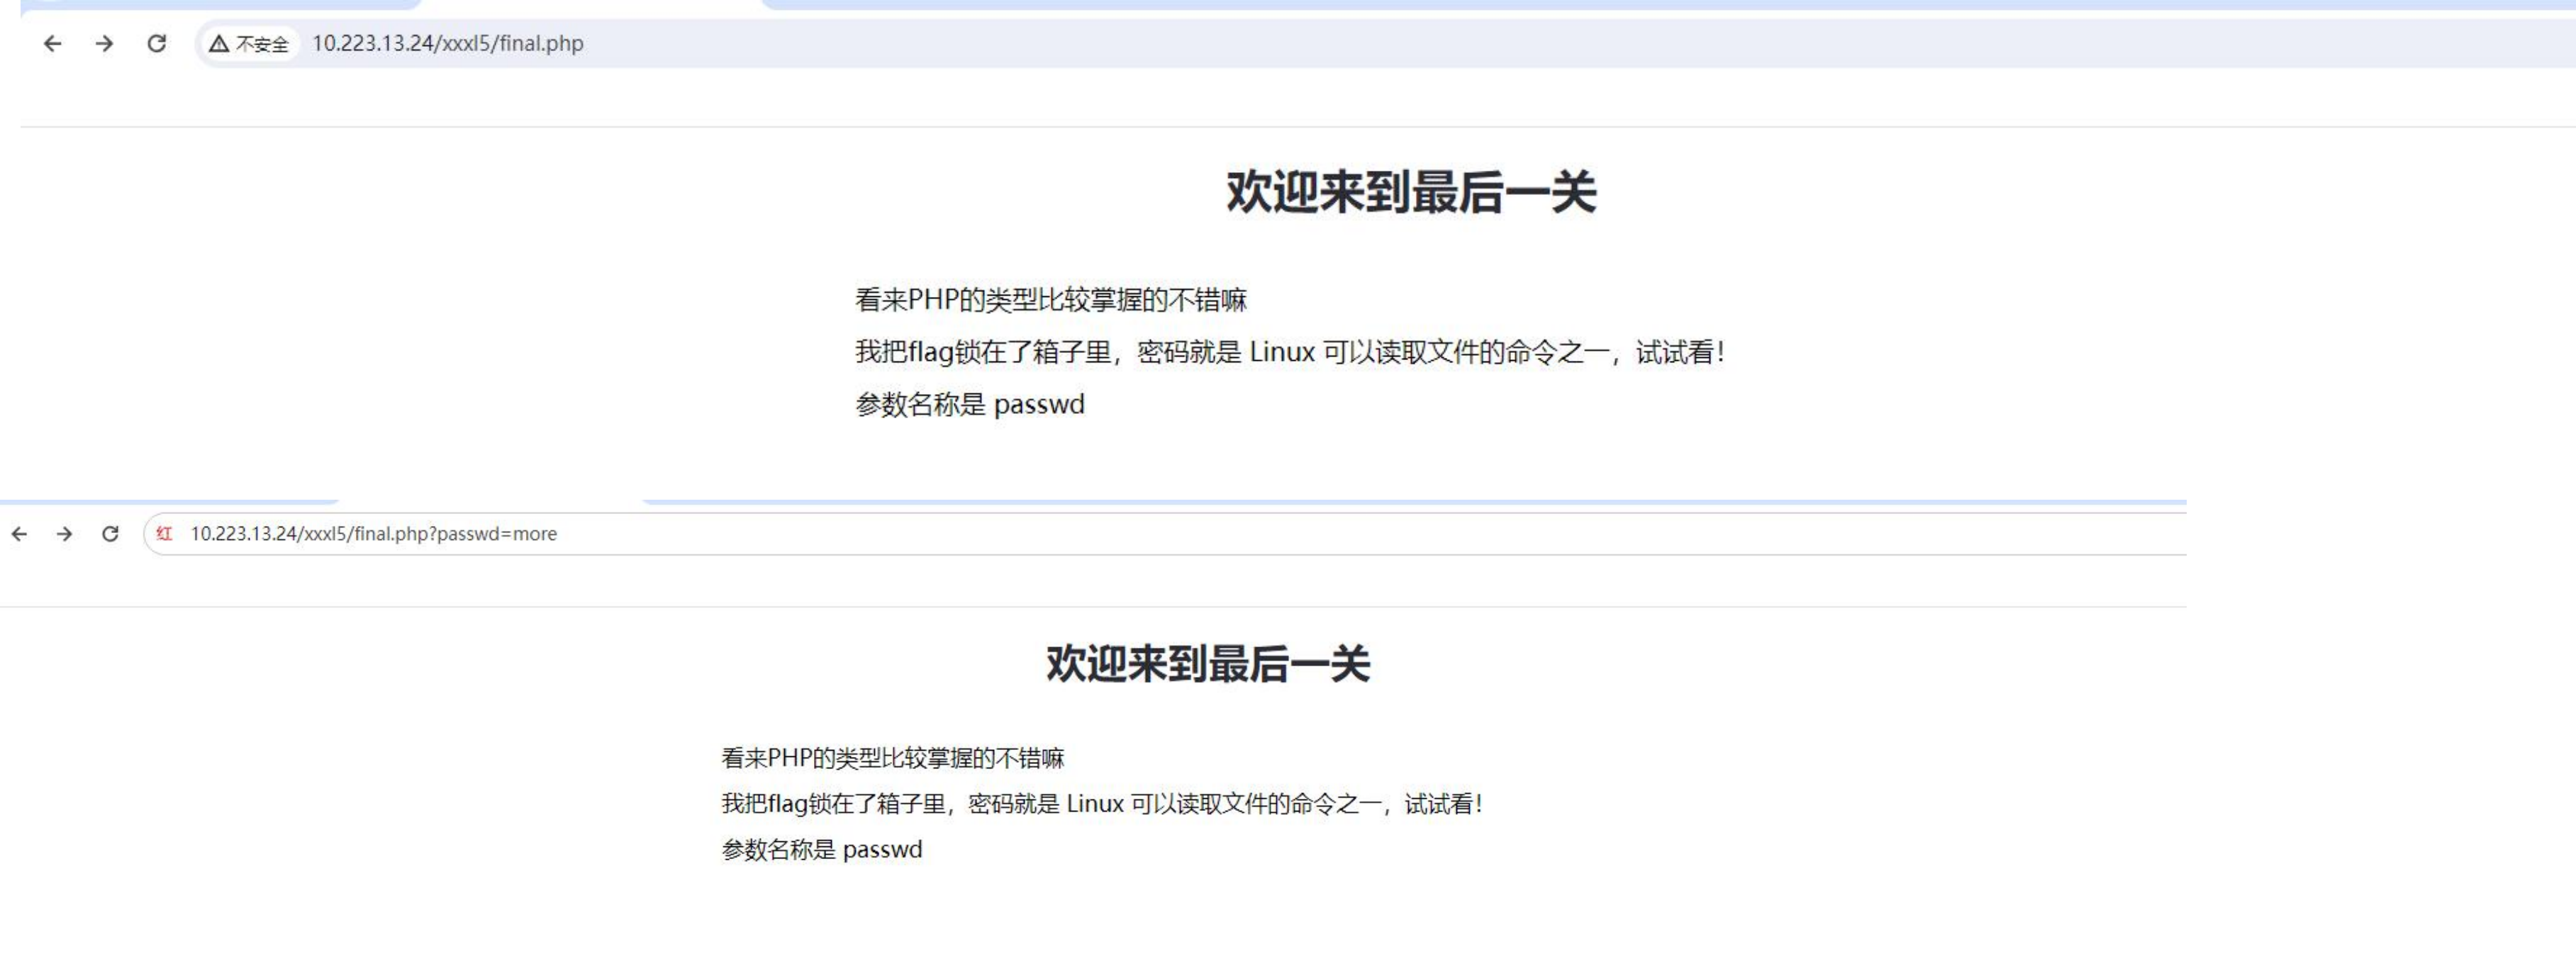 不安全 10.223.13.24/xxxl5/final.php
欢迎来到最后一关
看来PHP的类型比较掌握的不错嘛
我把flag锁在了箱子里，密码就是 Linux 可以读取文件的命令之一，试试看！
参数名称是 passwd
红 10.223.13.24/xxxl5/final.php?passwd=more
欢迎来到最后一关
看来PHP的类型比较掌握的不错嘛
我把flag锁在了箱子里，密码就是 Linux 可以读取文件的命令之一，试试看！
参数名称是 passwd